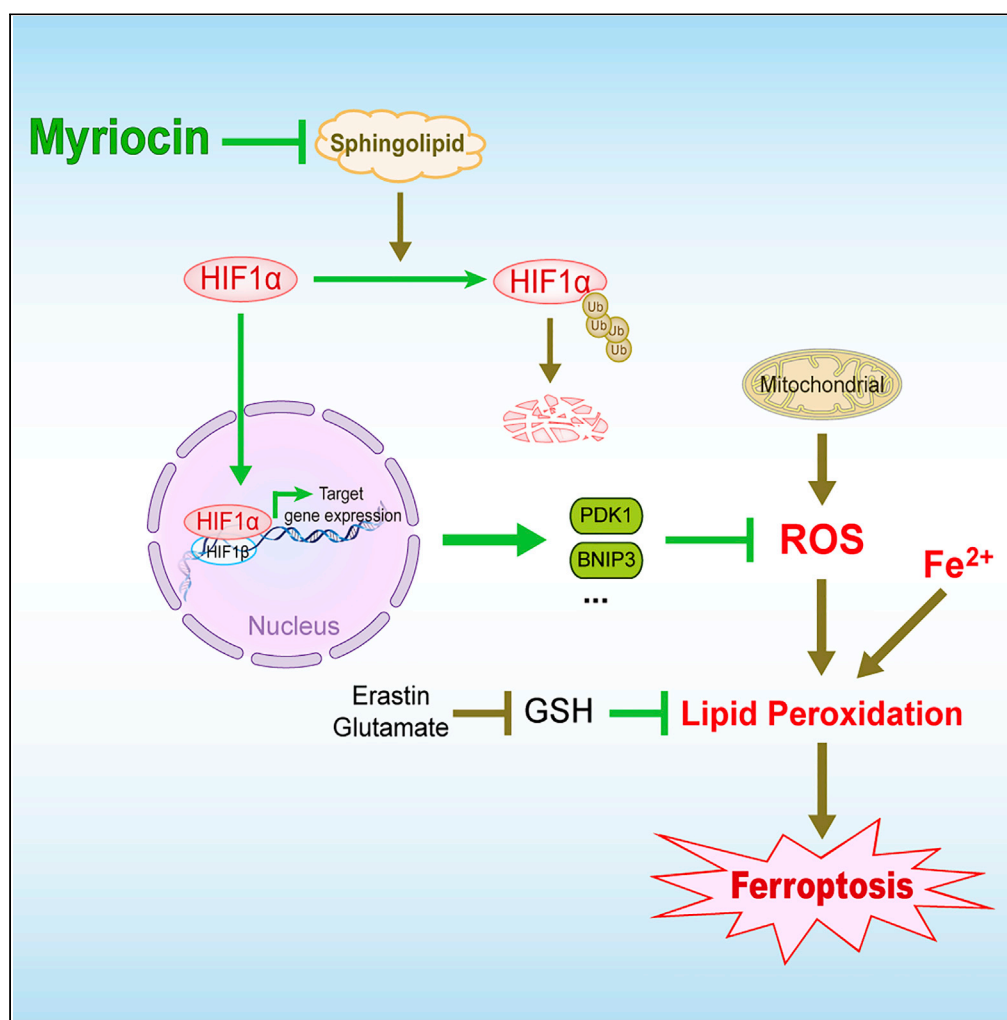 Myriocin
Sphingolipid
HIF1α
HIF1α
Ub
Ub
Ub
Ub
Mitochondrial
Target
gene expression
HIF1α
HIF1β
Nucleus
PDK1
BNIP3
...
ROS
Fe²⁺
Erastin
Glutamate
GSH
Lipid Peroxidation
Ferroptosis